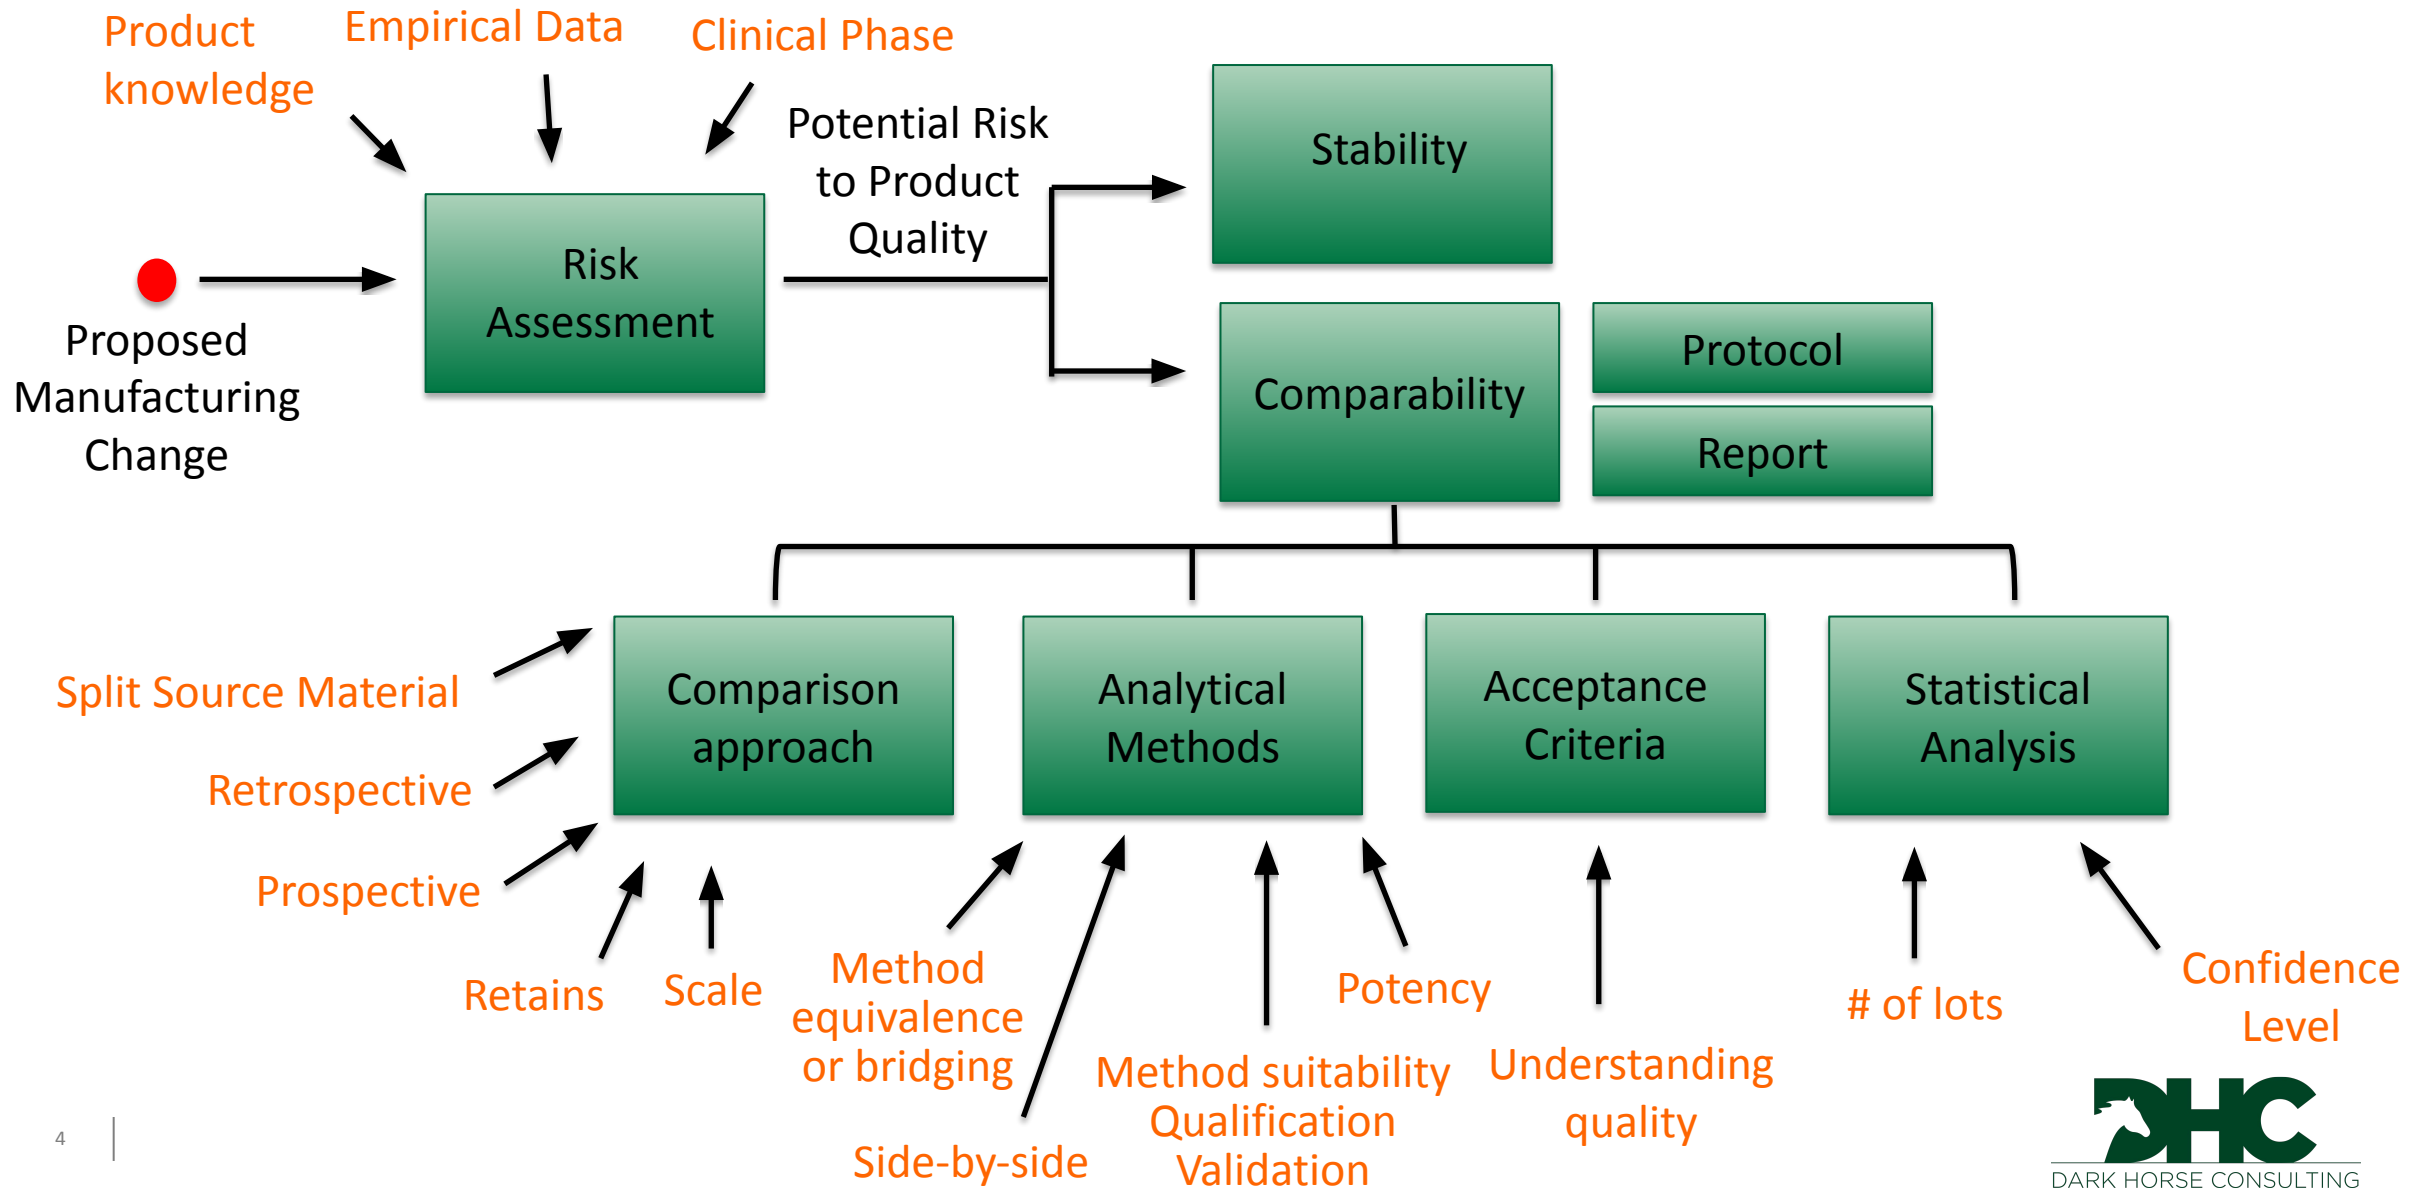 Product
knowledge
Empirical Data
Clinical Phase
Potential Risk
to Product
Quality
Stability
Risk
Assessment
Proposed
Manufacturing
Change
Comparability
Protocol
Report
Split Source Material
Retrospective
Prospective
Retains
Scale
Comparison
approach
Analytical
Methods
Acceptance
Criteria
Statistical
Analysis
Method
equivalence
or bridging
Side-by-side
Method suitability
Qualification
Validation
Potency
Understanding
quality
# of lots
Confidence
Level
4
DHC
DARK HORSE CONSULTING